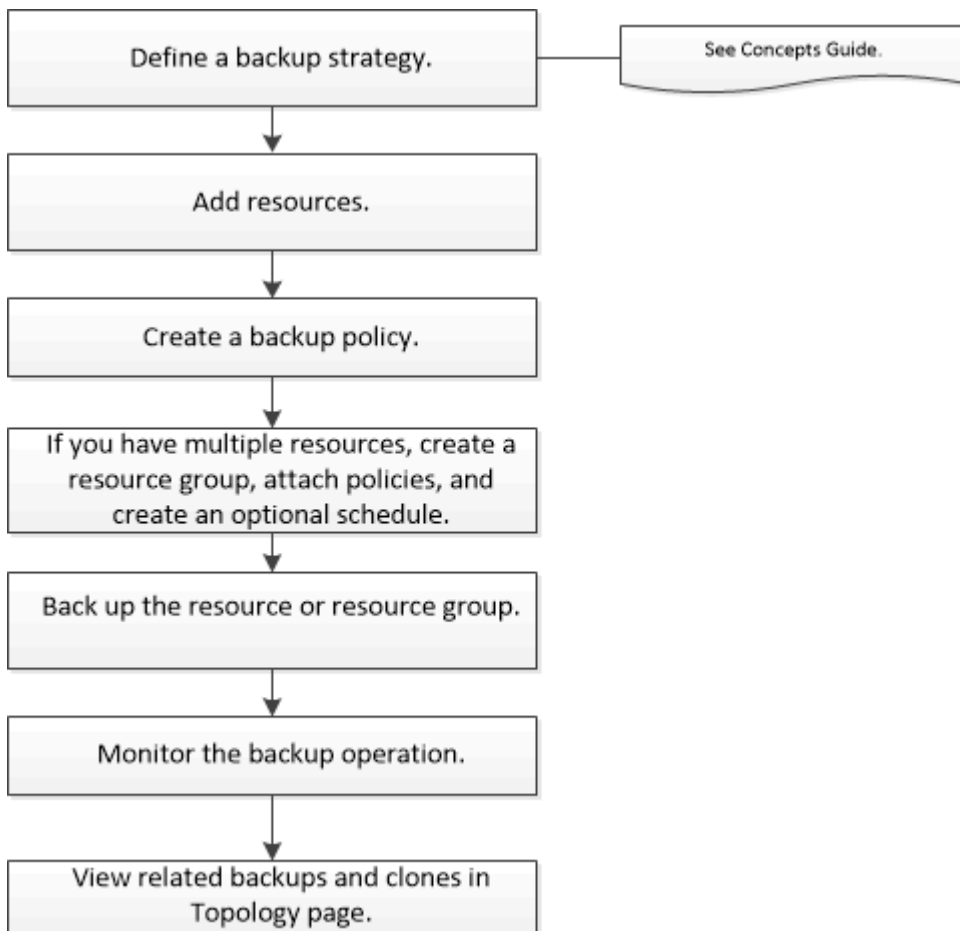 Define a backup strategy.
See Concepts Guide.
Add resources.
Create a backup policy.
If you have multiple resources, create a
resource group, attach policies, and
create an optional schedule.
Back up the resource or resource group.
Monitor the backup operation.
View related backups and clones in
Topology page.